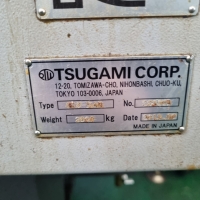 TSUGAMI CORP.
12-20, TOMIZAWA-CHO, NIHONBASHI, CHUO-KU,
TOKYO 103-0006, JAPAN
Type No.
Weight kg Date
MADE IN JAPAN